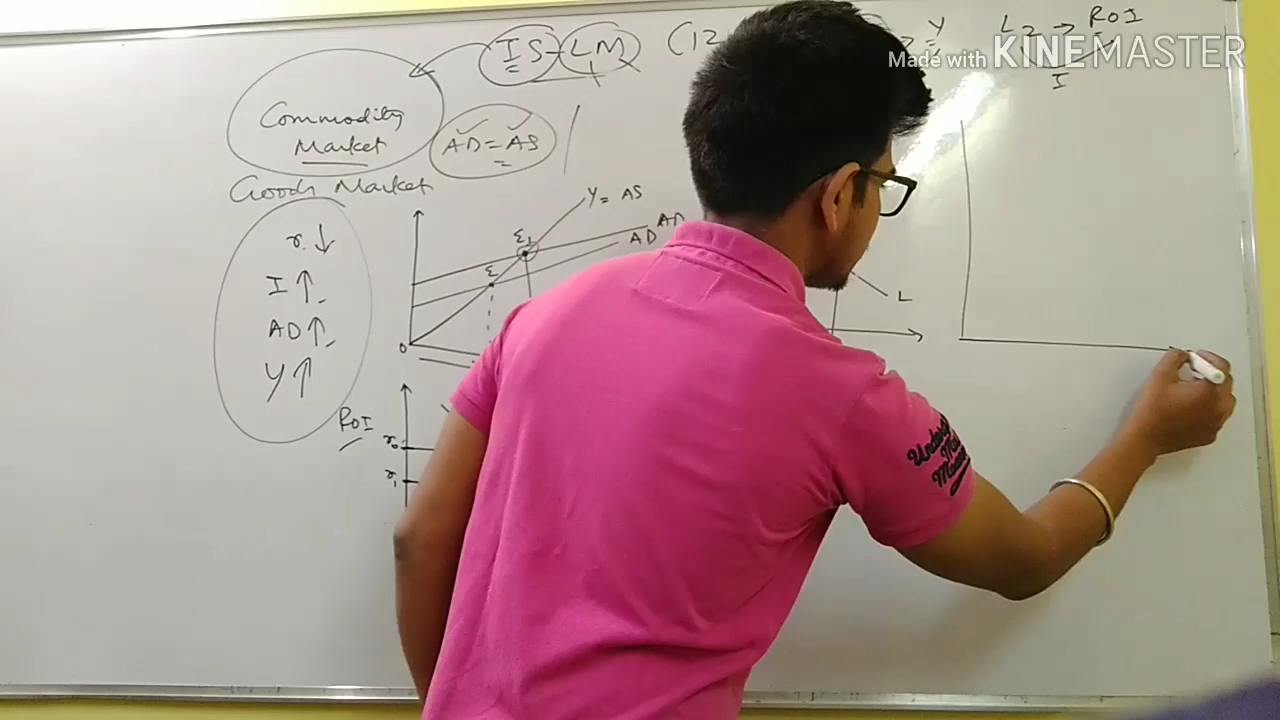 IS-LM (12
Y
L2 → ROI
I
Made with KINEMASTER
Commodity
Market
AD = AS
Goods Market
r ↓
I ↑
AD ↑
Y ↑
Y = AS
AD
AD
E1
E
O
L
ROI
r0
r1